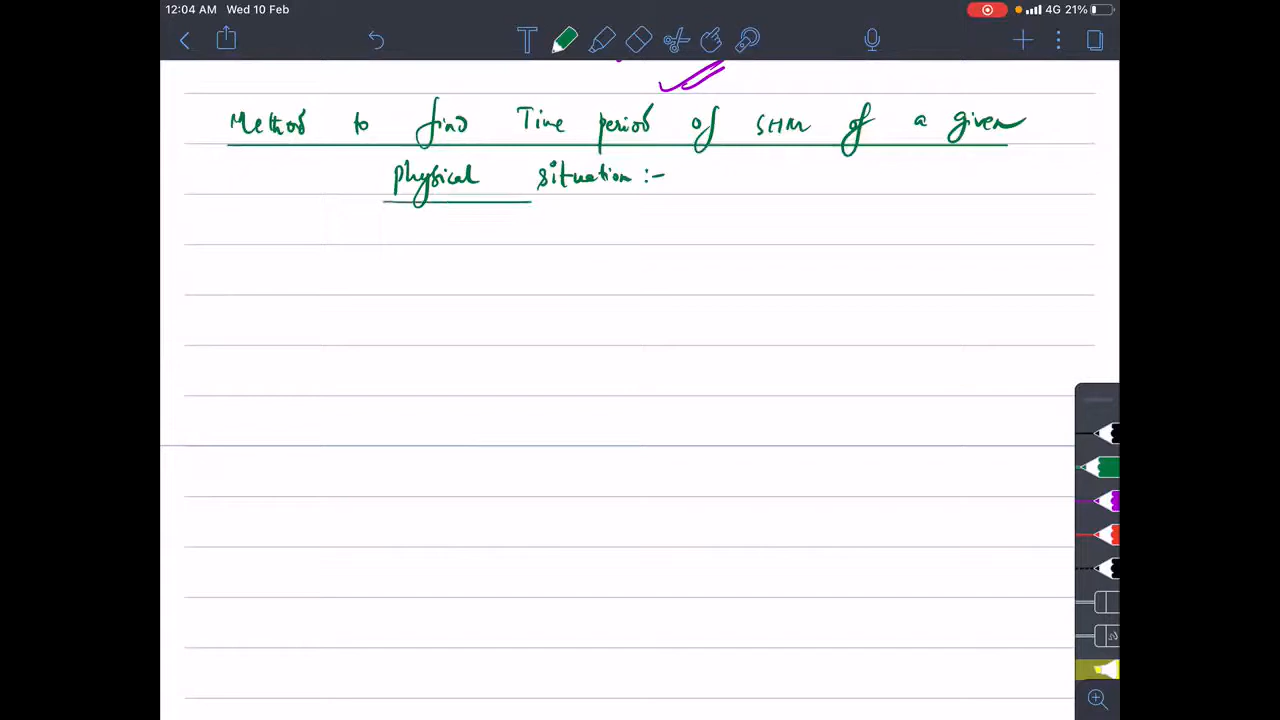 12:04 AM Wed 10 Feb 4G 21%
T
Method to find Time period of SHM of a given
physical situation :-